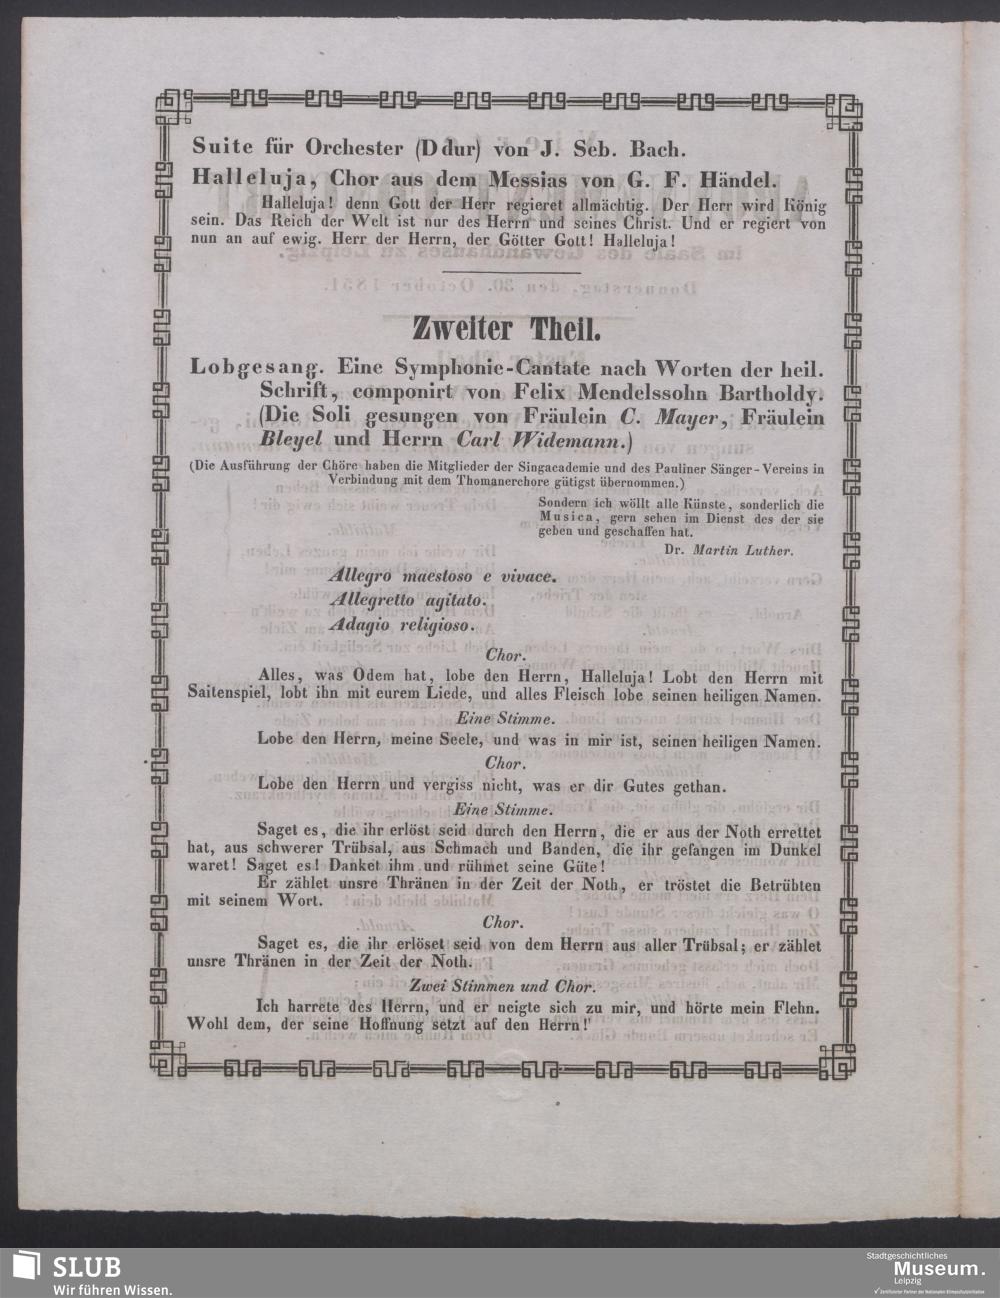 Suite für Orchester (Ddur) von J. Seb. Bach.
Halleluja, Chor aus dem Messias von G. F. Händel.
Halleluja! denn Gott der Herr regieret allmächtig. Der Herr wird König
sein. Das Reich der Welt ist nur des Herrn und seines Christ. Und er regiert von
nun an auf ewig. Herr der Herrn, der Götter Gott! Halleluja!
Zweiter Theil.
Lobgesang. Eine Symphonie-Cantate nach Worten der heil.
Schrift, componirt von Felix Mendelssohn Bartholdy.
(Die Soli gesungen von Fräulein C. Mayer, Fräulein
Bleyel und Herrn Carl Widemann.)
(Die Ausführung der Chöre haben die Mitglieder der Singacademie und des Pauliner Sänger-Vereins in
Verbindung mit dem Thomanerchore gütigst übernommen.)
Sondern ich wöllt alle Künste, sonderlich die
Musica, gern sehen im Dienst des der sie
geben und geschaffen hat.
Dr. Martin Luther.
Allegro maestoso e vivace.
Allegretto agitato.
Adagio religioso.
Chor.
Alles, was Odem hat, lobe den Herrn, Halleluja! Lobt den Herrn mit
Saitenspiel, lobt ihn mit eurem Liede, und alles Fleisch lobe seinen heiligen Namen.
Eine Stimme.
Lobe den Herrn, meine Seele, und was in mir ist, seinen heiligen Namen.
Chor.
Lobe den Herrn und vergiss nicht, was er dir Gutes gethan.
Eine Stimme.
Saget es, die ihr erlöst seid durch den Herrn, die er aus der Noth errettet
hat, aus schwerer Trübsal, aus Schmach und Banden, die ihr gefangen im Dunkel
waret! Saget es! Danket ihm und rühmet seine Güte!
Er zählet unsre Thränen in der Zeit der Noth, er tröstet die Betrübten
mit seinem Wort.
Chor.
Saget es, die ihr erlöset seid von dem Herrn aus aller Trübsal; er zählet
unsre Thränen in der Zeit der Noth.
Zwei Stimmen und Chor.
Ich harrete des Herrn, und er neigte sich zu mir, und hörte mein Flehn.
Wohl dem, der seine Hoffnung setzt auf den Herrn!
SLUB
Wir führen Wissen.
Stadtgeschichtliches
Museum.
Leipzig
Zertifizierter Partner der Nationalen Klimaschutzinitiative